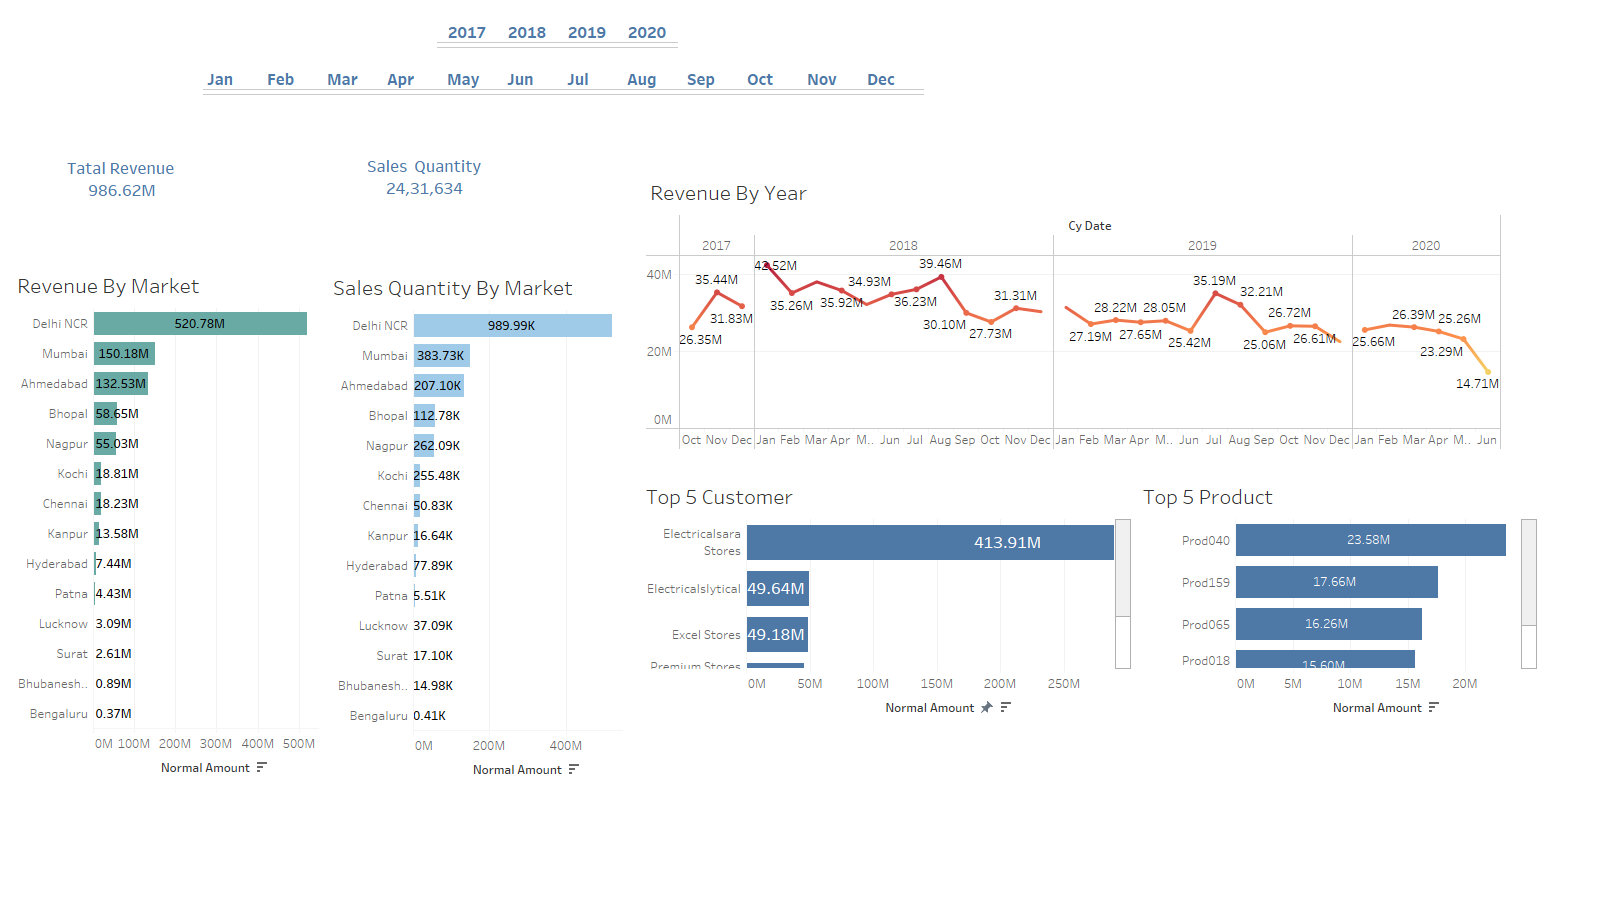 2017 2018 2019 2020
Jan Feb Mar Apr May Jun Jul Aug Sep Oct Nov Dec
Tatal Revenue
986.62M
Sales Quantity
24,31,634
Revenue By Market
Delhi NCR 520.78M
Mumbai 150.18M
Ahmedabad 132.53M
Bhopal 58.65M
Nagpur 55.03M
Kochi 18.81M
Chennai 18.23M
Kanpur 13.58M
Hyderabad 7.44M
Patna 4.43M
Lucknow 3.09M
Surat 2.61M
Bhubanesh.. 0.89M
Bengaluru 0.37M
0M 100M 200M 300M 400M 500M
Normal Amount
Sales Quantity By Market
Delhi NCR 989.99K
Mumbai 383.73K
Ahmedabad 207.10K
Bhopal 112.78K
Nagpur 262.09K
Kochi 255.48K
Chennai 50.83K
Kanpur 16.64K
Hyderabad 77.89K
Patna 5.51K
Lucknow 37.09K
Surat 17.10K
Bhubanesh.. 14.98K
Bengaluru 0.41K
0M 200M 400M
Normal Amount
Revenue By Year
Cy Date
2017 2018 2019 2020
40M
20M
0M
26.35M 35.44M 31.83M 42.52M 35.26M 35.92M 34.93M 36.23M 39.46M 30.10M 27.73M 31.31M 27.19M 28.22M 27.65M 28.05M 25.42M 35.19M 32.21M 25.06M 26.72M 26.61M 25.66M 26.39M 25.26M 23.29M 14.71M
Oct Nov Dec Jan Feb Mar Apr M.. Jun Jul Aug Sep Oct Nov Dec Jan Feb Mar Apr M.. Jun Jul Aug Sep Oct Nov Dec Jan Feb Mar Apr M.. Jun
Top 5 Customer
Electricalsara
Stores 413.91M
Electricalslytical 49.64M
Excel Stores 49.18M
Premium Stores
0M 50M 100M 150M 200M 250M
Normal Amount
Top 5 Product
Prod040 23.58M
Prod159 17.66M
Prod065 16.26M
Prod018 15.60M
0M 5M 10M 15M 20M
Normal Amount